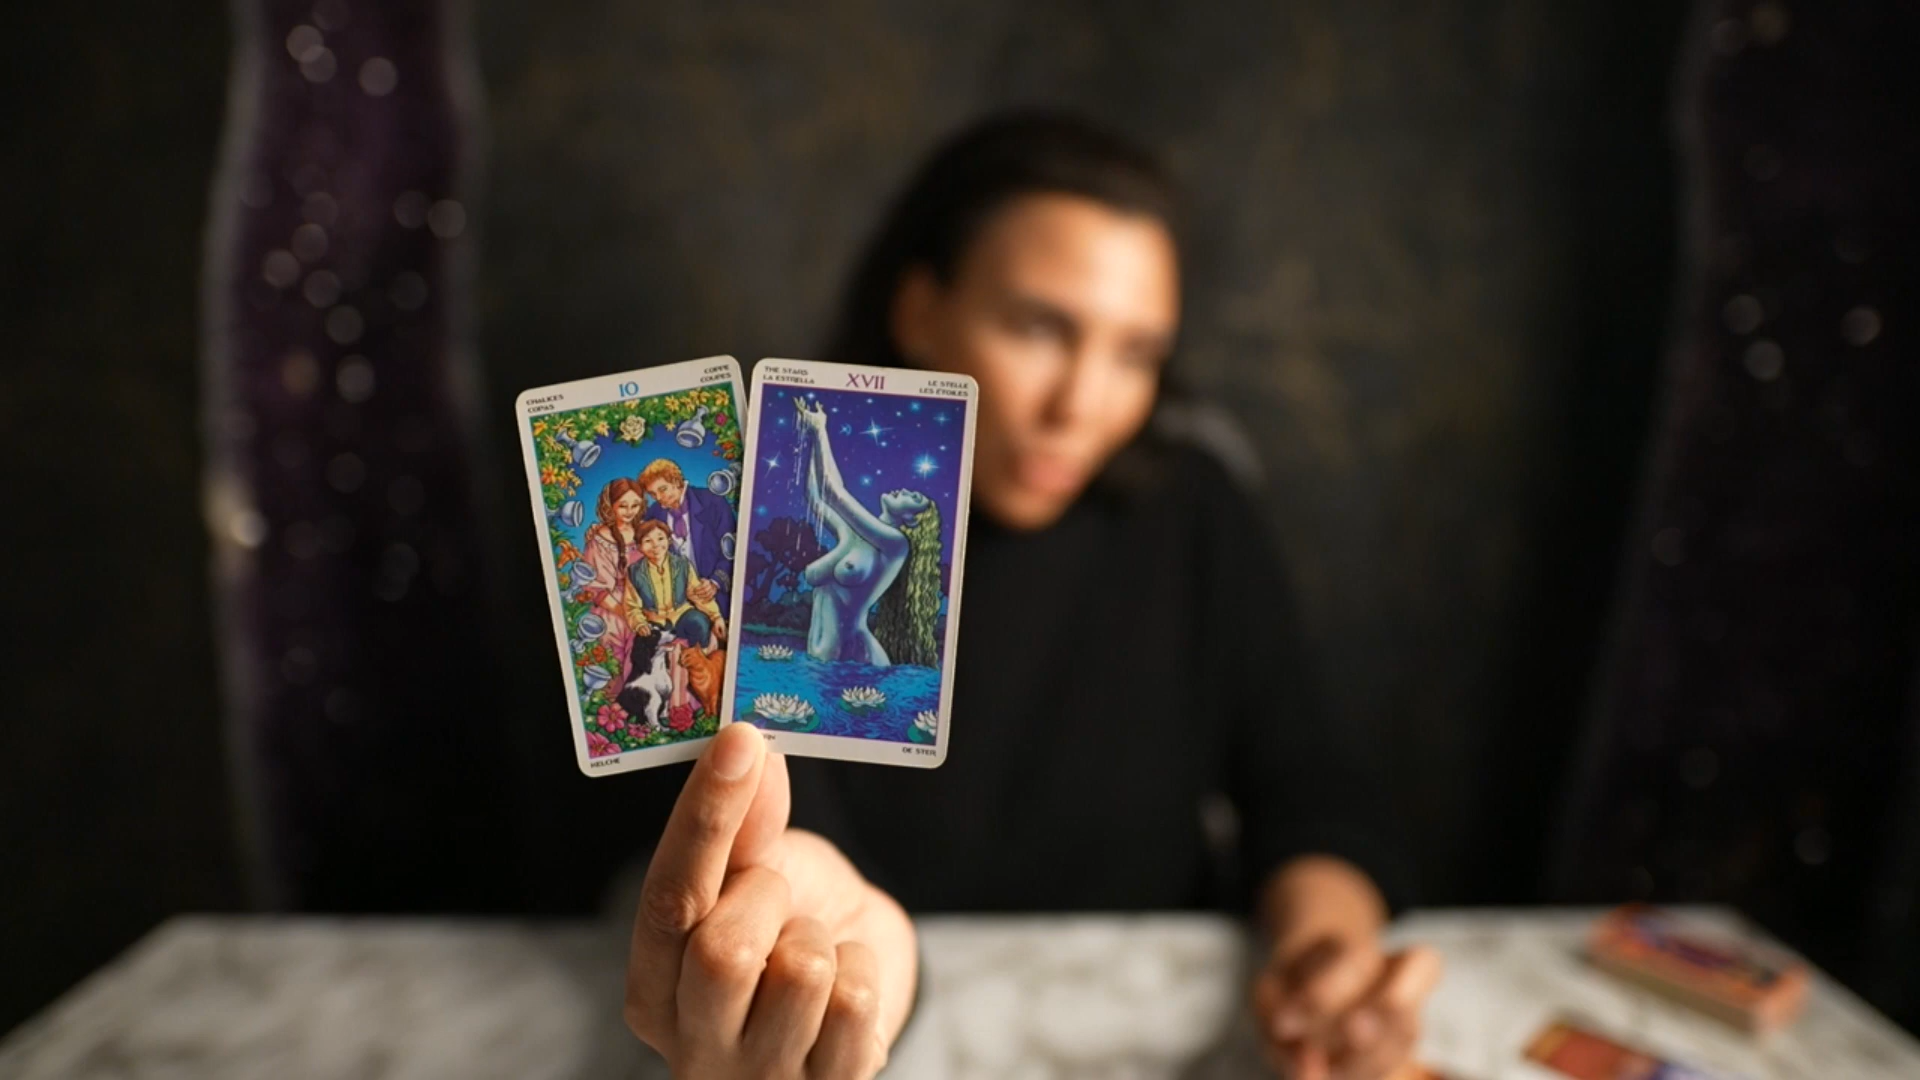 CHALICES
COPAS
10
COPPE
COUPES
KELCHE
THE STARS
LA ESTRELLA
XVII
LE STELLE
LES ÉTOILES
DE STER